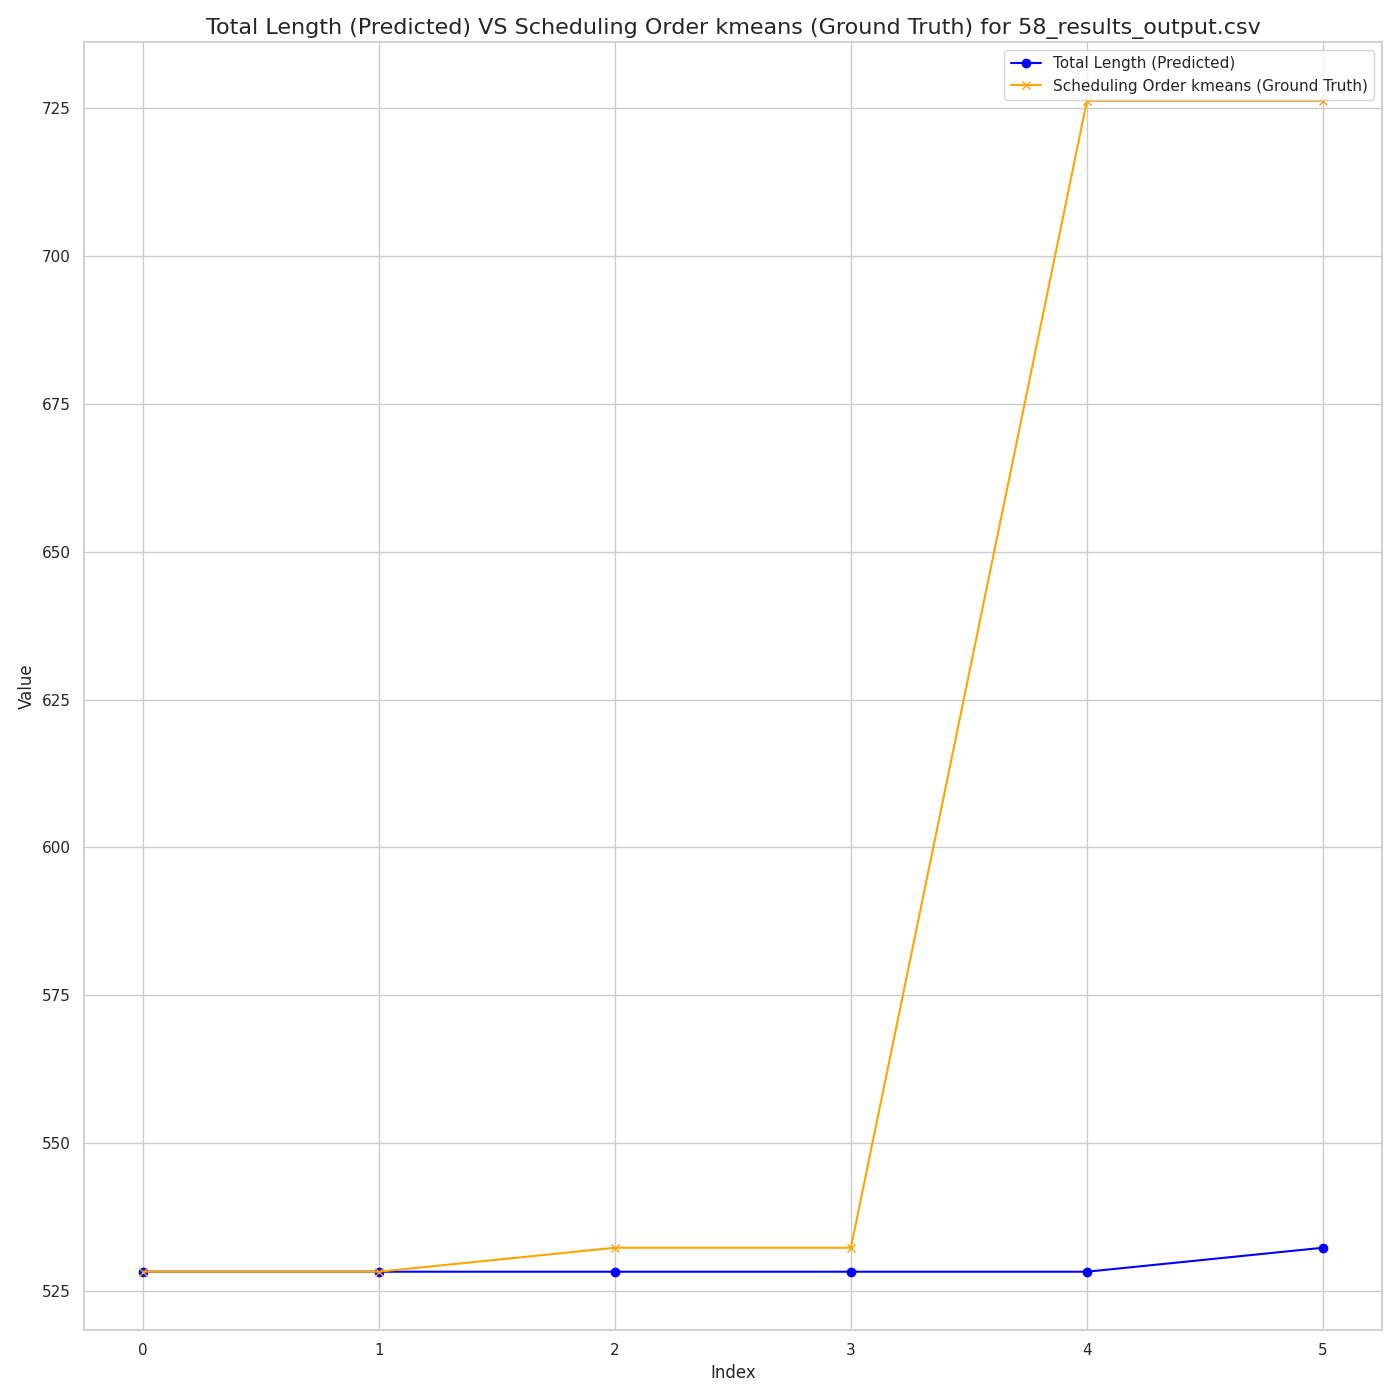 Total Length (Predicted) VS Scheduling Order kmeans (Ground Truth) for 58_results_output.csv
Total Length (Predicted)
Scheduling Order kmeans (Ground Truth)
725
700
675
650
625
600
575
550
525
Value
0 1 2 3 4 5
Index